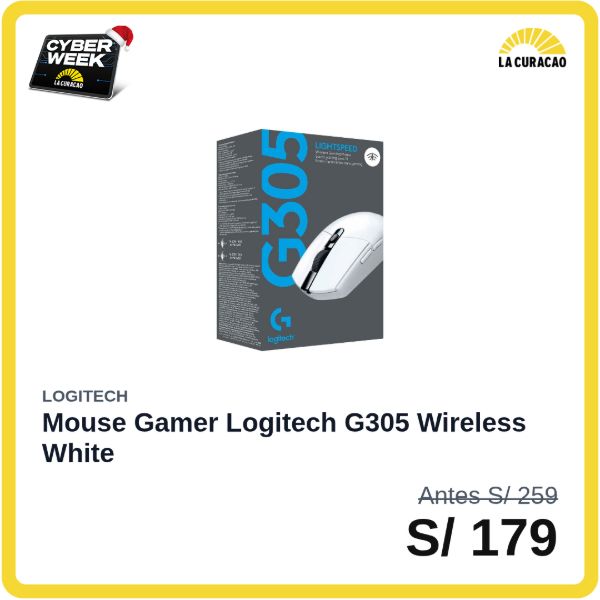 CYBER
WEEK
LA CURACAO
LA CURACAO
G305
LIGHTSPEED
logitech
LOGITECH
Mouse Gamer Logitech G305 Wireless
White
Antes S/ 259
S/ 179